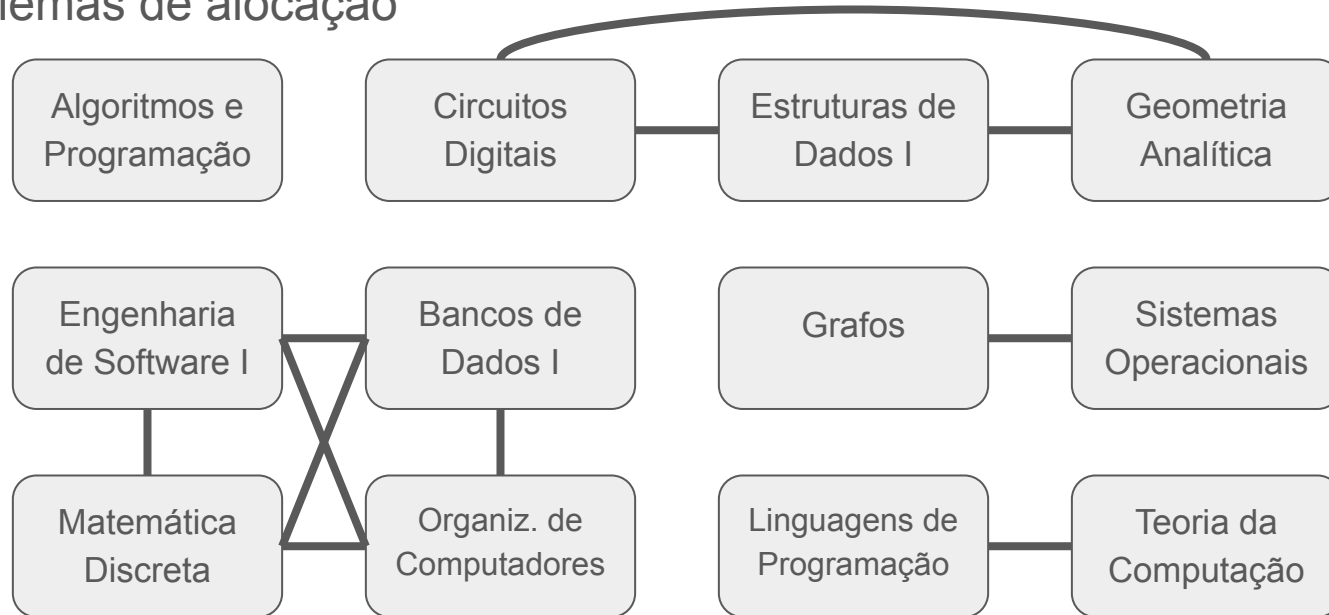 lemas de alocação
Algoritmos e
Programação
Circuitos
Digitais
Estruturas de
Dados I
Geometria
Analítica
Engenharia
de Software I
Bancos de
Dados I
Grafos
Sistemas
Operacionais
Matemática
Discreta
Organiz. de
Computadores
Linguagens de
Programação
Teoria da
Computação